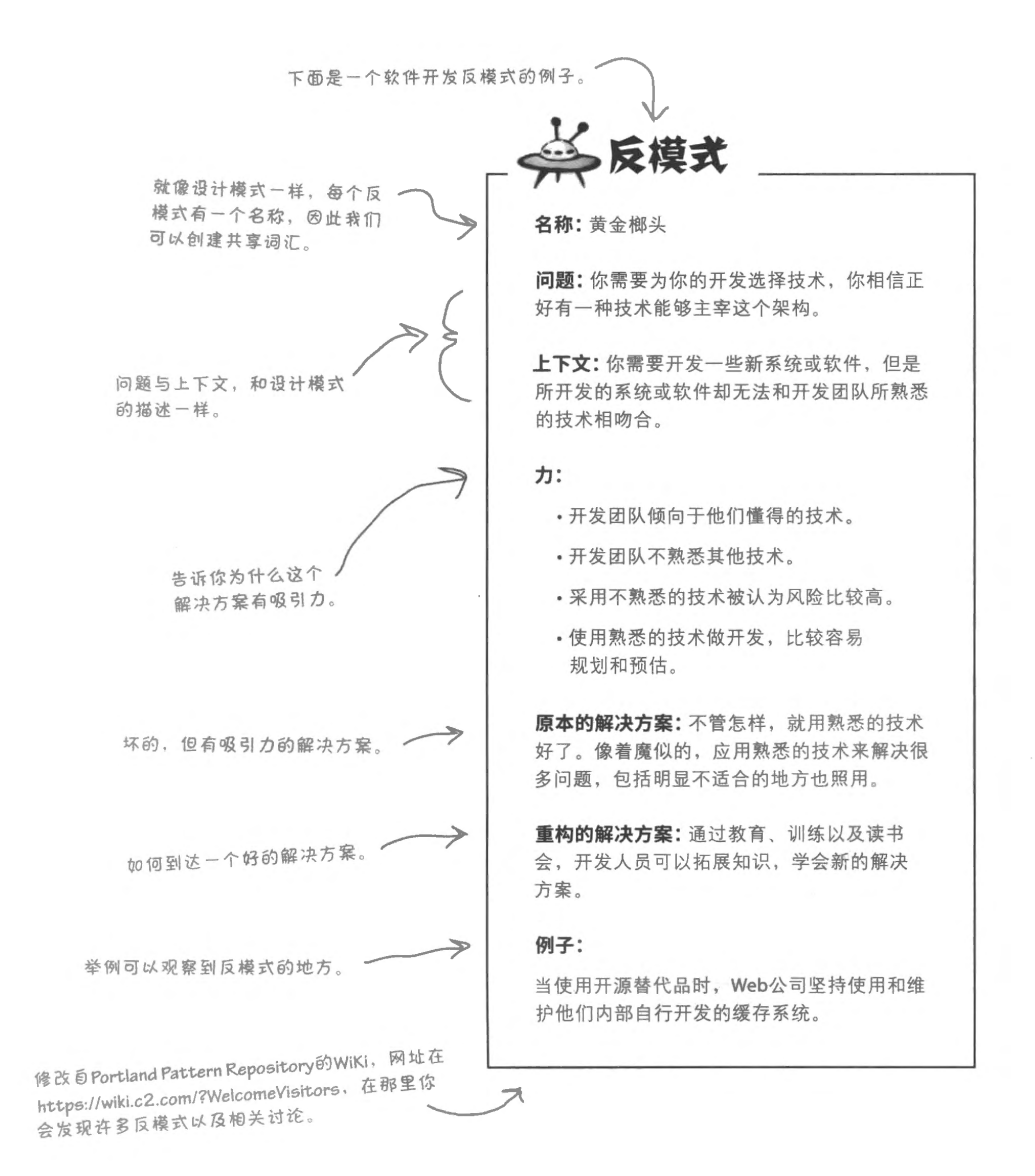 下面是一个软件开发反模式的例子。
反模式
就像设计模式一样，每个反
模式有一个名称，因此我们
可以创建共享词汇。
名称：黄金榔头
问题：你需要为你的开发选择技术，你相信正
好有一种技术能够主宰这个架构。
问题与上下文，和设计模式
的描述一样。
上下文：你需要开发一些新系统或软件，但是
所开发的系统或软件却无法和开发团队所熟悉
的技术相吻合。
告诉你为什么这个
解决方案有吸引力。
力：
•开发团队倾向于他们懂得的技术。
•开发团队不熟悉其他技术。
•采用不熟悉的技术被认为风险比较高。
•使用熟悉的技术做开发，比较容易
规划和预估。
坏的，但有吸引力的解决方案。
原本的解决方案：不管怎样，就用熟悉的技术
好了。像着魔似的，应用熟悉的技术来解决很
多问题，包括明显不适合的地方也照用。
如何到达一个好的解决方案。
重构的解决方案：通过教育、训练以及读书
会，开发人员可以拓展知识，学会新的解决
方案。
举例可以观察到反模式的地方。
例子：
当使用开源替代品时，Web公司坚持使用和维
护他们内部自行开发的缓存系统。
修改自Portland Pattern Repository的WiKi，网址在
https://wiki.c2.com/?WelcomeVisitors，在那里你
会发现许多反模式以及相关讨论。